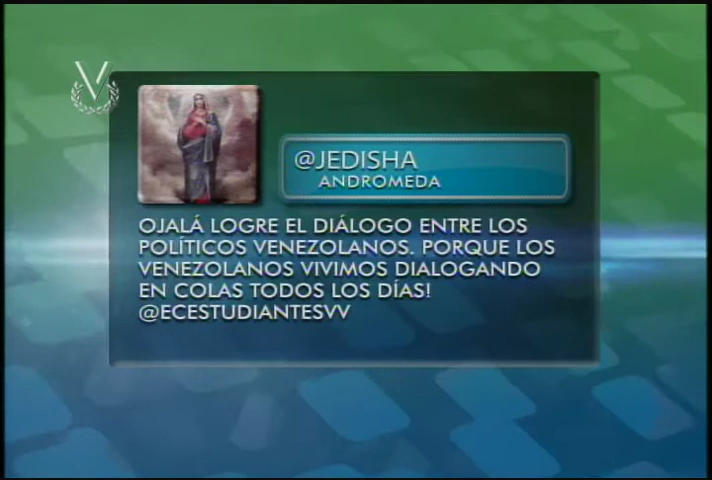 V
@JEDISHA
ANDROMEDA
OJALÁ LOGRE EL DIÁLOGO ENTRE LOS
POLÍTICOS VENEZOLANOS. PORQUE LOS
VENEZOLANOS VIVIMOS DIALOGANDO
EN COLAS TODOS LOS DÍAS!
@ECESTUDIANTESVV